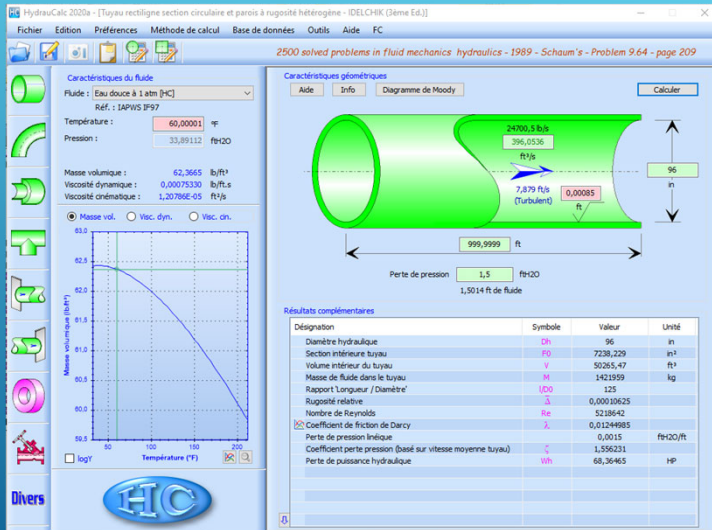 HydrauCalc 2020a - [Tuyau rectiligne section circulaire et parois à rugosité hétérogène - IDELCHIK (3ème Ed.)]
Fichier Edition Préférences Méthode de calcul Base de données Outils Aide FC
2500 solved problems in fluid mechanics hydraulics - 1989 - Schaum's - Problem 9.64 - page 209
Caractéristiques du fluide
Fluide : Eau douce à 1 atm [HC]
Réf. : IAPWS IF97
Température : 60,00001 °F
Pression : 33,89112 ftH2O
Masse volumique : 62,3665 lb/ft³
Viscosité dynamique : 0,00075330 lb/ft.s
Viscosité cinématique : 1,20786E-05 ft²/s
Masse vol. Visc. dyn. Visc. cin.
63,0
62,5
62,0
61,5
61,0
60,5
60,0
59,5
Masse volumique (lb/ft³)
50 100 150 200
logY Température (°F)
Divers
HC
Caractéristiques géométriques
Aide Info Diagramme de Moody Calculer
24700,5 lb/s
396,0536
ft³/s
7,879 ft/s
(Turbulent)
0,00085
ft
96
in
999,9999 ft
Perte de pression 1,5 ftH2O
1,5014 ft de fluide
Résultats complémentaires
Désignation Symbole Valeur Unité
Diamètre hydraulique Dh 96 in
Section intérieure tuyau F0 7238,229 in²
Volume intérieur du tuyau V 50265,47 ft³
Masse de fluide dans le tuyau M 1421959 kg
Rapport 'Longueur / Diamètre' l/D0 125
Rugosité relative Δ̅ 0,00010625
Nombre de Reynolds Re 5218642
Coefficient de friction de Darcy λ 0,01244985
Perte de pression linéique 0,0015 ftH2O/ft
Coefficient perte pression (basé sur vitesse moyenne tuyau) ζ 1,556231
Perte de puissance hydraulique Wh 68,36465 HP